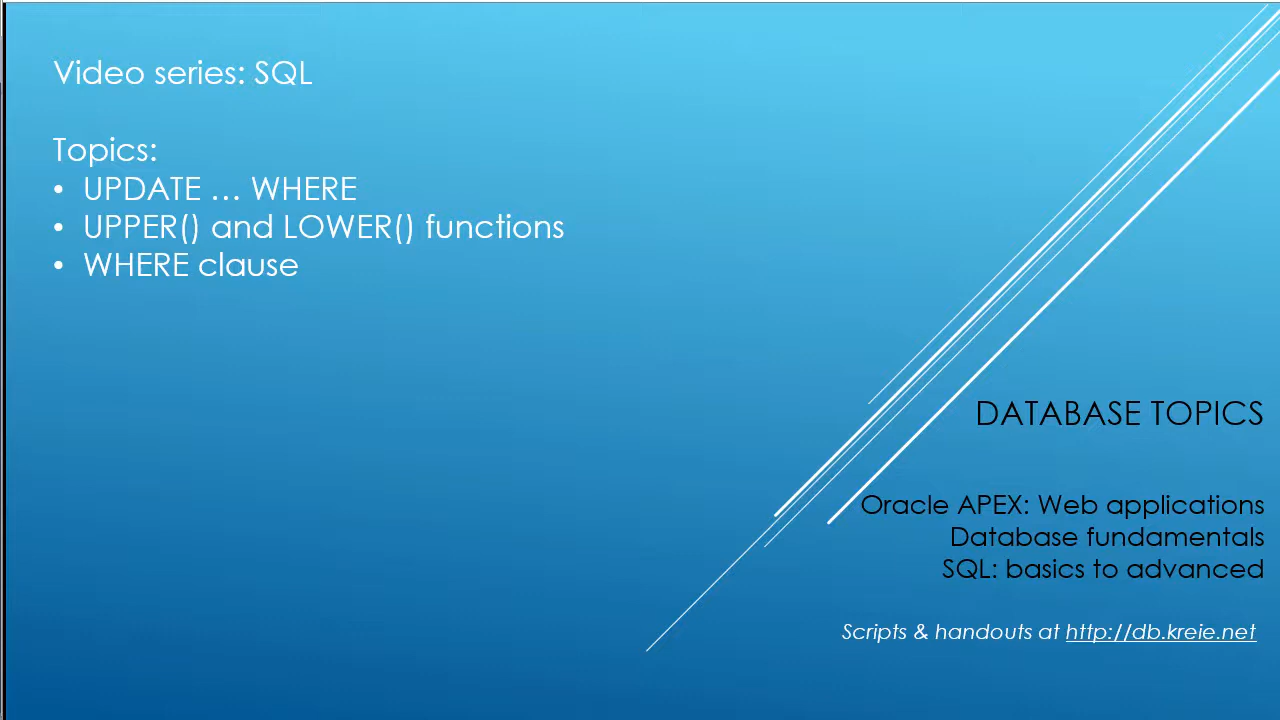 Video series: SQL
Topics:
• UPDATE … WHERE
• UPPER() and LOWER() functions
• WHERE clause
DATABASE TOPICS
Oracle APEX: Web applications
Database fundamentals
SQL: basics to advanced
Scripts & handouts at http://db.kreie.net